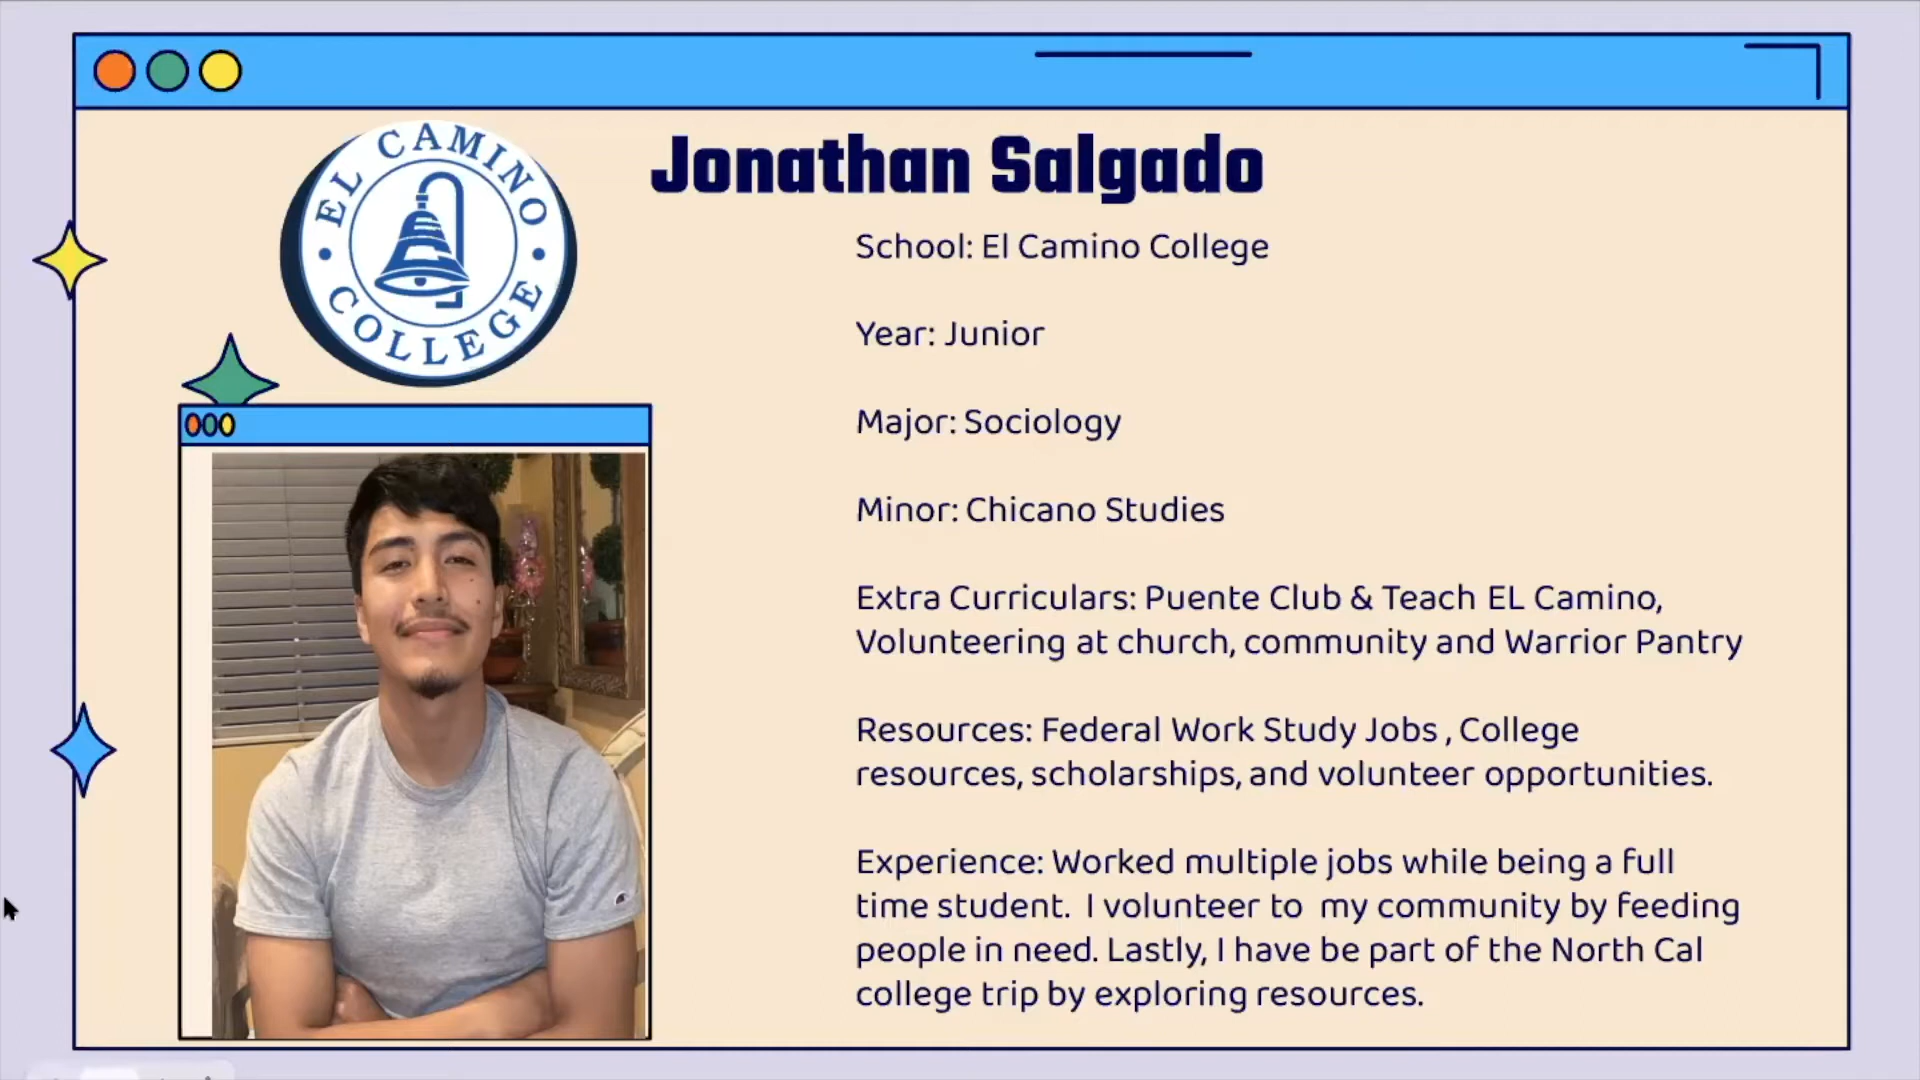 EL CAMINO
COLLEGE
Jonathan Salgado
School: El Camino College
Year: Junior
Major: Sociology
Minor: Chicano Studies
Extra Curriculars: Puente Club & Teach EL Camino,
Volunteering at church, community and Warrior Pantry
Resources: Federal Work Study Jobs , College
resources, scholarships, and volunteer opportunities.
Experience: Worked multiple jobs while being a full
time student.  I volunteer to  my community by feeding
people in need. Lastly, I have be part of the North Cal
college trip by exploring resources.